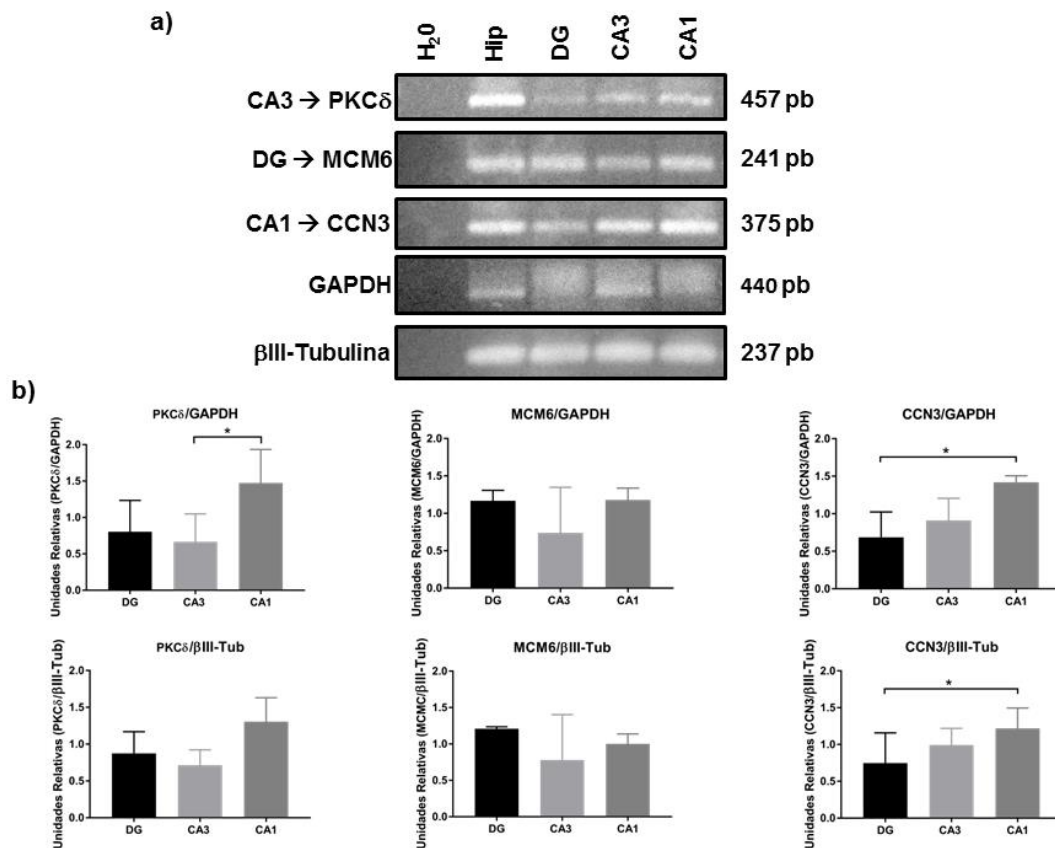 a)
H₂0 Hip DG CA3 CA1
CA3 → PKCδ 457 pb
DG → MCM6 241 pb
CA1 → CCN3 375 pb
GAPDH 440 pb
βIII-Tubulina 237 pb
b)
PKCδ/GAPDH
Unidades Relativas (PKCδ/GAPDH)
2.0
1.5
1.0
0.5
0.0
*
DG CA3 CA1
MCM6/GAPDH
Unidades Relativas (MCM6/GAPDH)
2.0
1.5
1.0
0.5
0.0
DG CA3 CA1
CCN3/GAPDH
Unidades Relativas (CCN3/GAPDH)
2.0
1.5
1.0
0.5
0.0
*
DG CA3 CA1
PKCδ/βIII-Tub
Unidades Relativas (PKCδ/βIII-Tub)
2.0
1.5
1.0
0.5
0.0
DG CA3 CA1
MCM6/βIII-Tub
Unidades Relativas (MCMC/βIII-Tub)
2.0
1.5
1.0
0.5
0.0
DG CA3 CA1
CCN3/βIII-Tub
Unidades Relativas (CCN3/βIII-Tub)
2.0
1.5
1.0
0.5
0.0
*
DG CA3 CA1